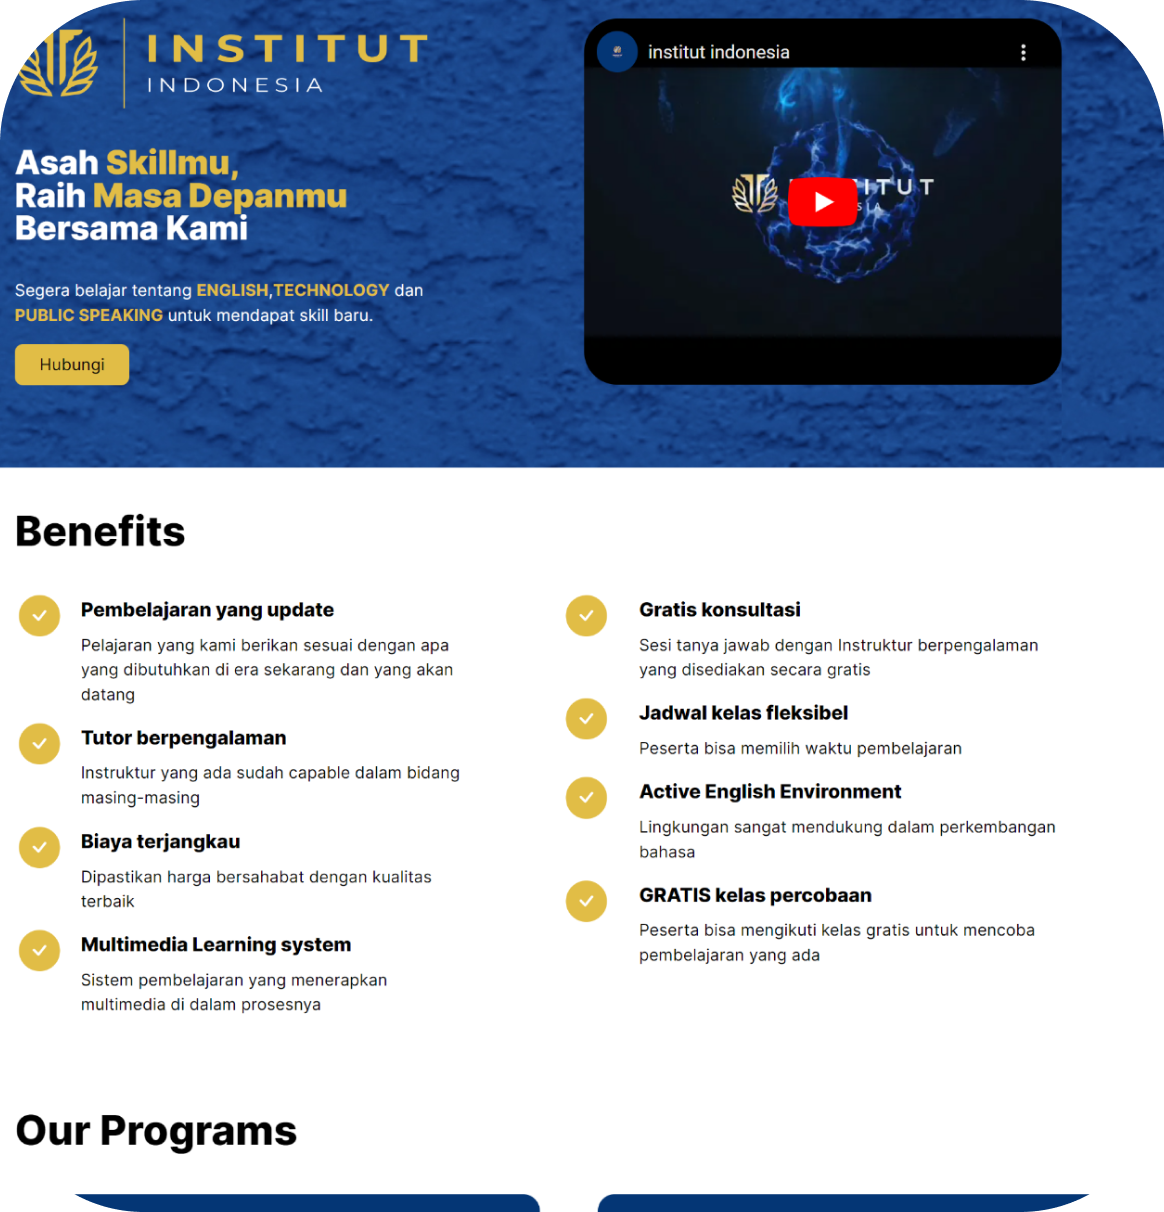 INSTITUT
INDONESIA
Asah Skillmu,
Raih Masa Depanmu
Bersama Kami
Segera belajar tentang ENGLISH,TECHNOLOGY dan
PUBLIC SPEAKING untuk mendapat skill baru.
Hubungi
institut indonesia
Benefits
Pembelajaran yang update
Pelajaran yang kami berikan sesuai dengan apa
yang dibutuhkan di era sekarang dan yang akan
datang
Tutor berpengalaman
Instruktur yang ada sudah capable dalam bidang
masing-masing
Biaya terjangkau
Dipastikan harga bersahabat dengan kualitas
terbaik
Multimedia Learning system
Sistem pembelajaran yang menerapkan
multimedia di dalam prosesnya
Gratis konsultasi
Sesi tanya jawab dengan Instruktur berpengalaman
yang disediakan secara gratis
Jadwal kelas fleksibel
Peserta bisa memilih waktu pembelajaran
Active English Environment
Lingkungan sangat mendukung dalam perkembangan
bahasa
GRATIS kelas percobaan
Peserta bisa mengikuti kelas gratis untuk mencoba
pembelajaran yang ada
Our Programs